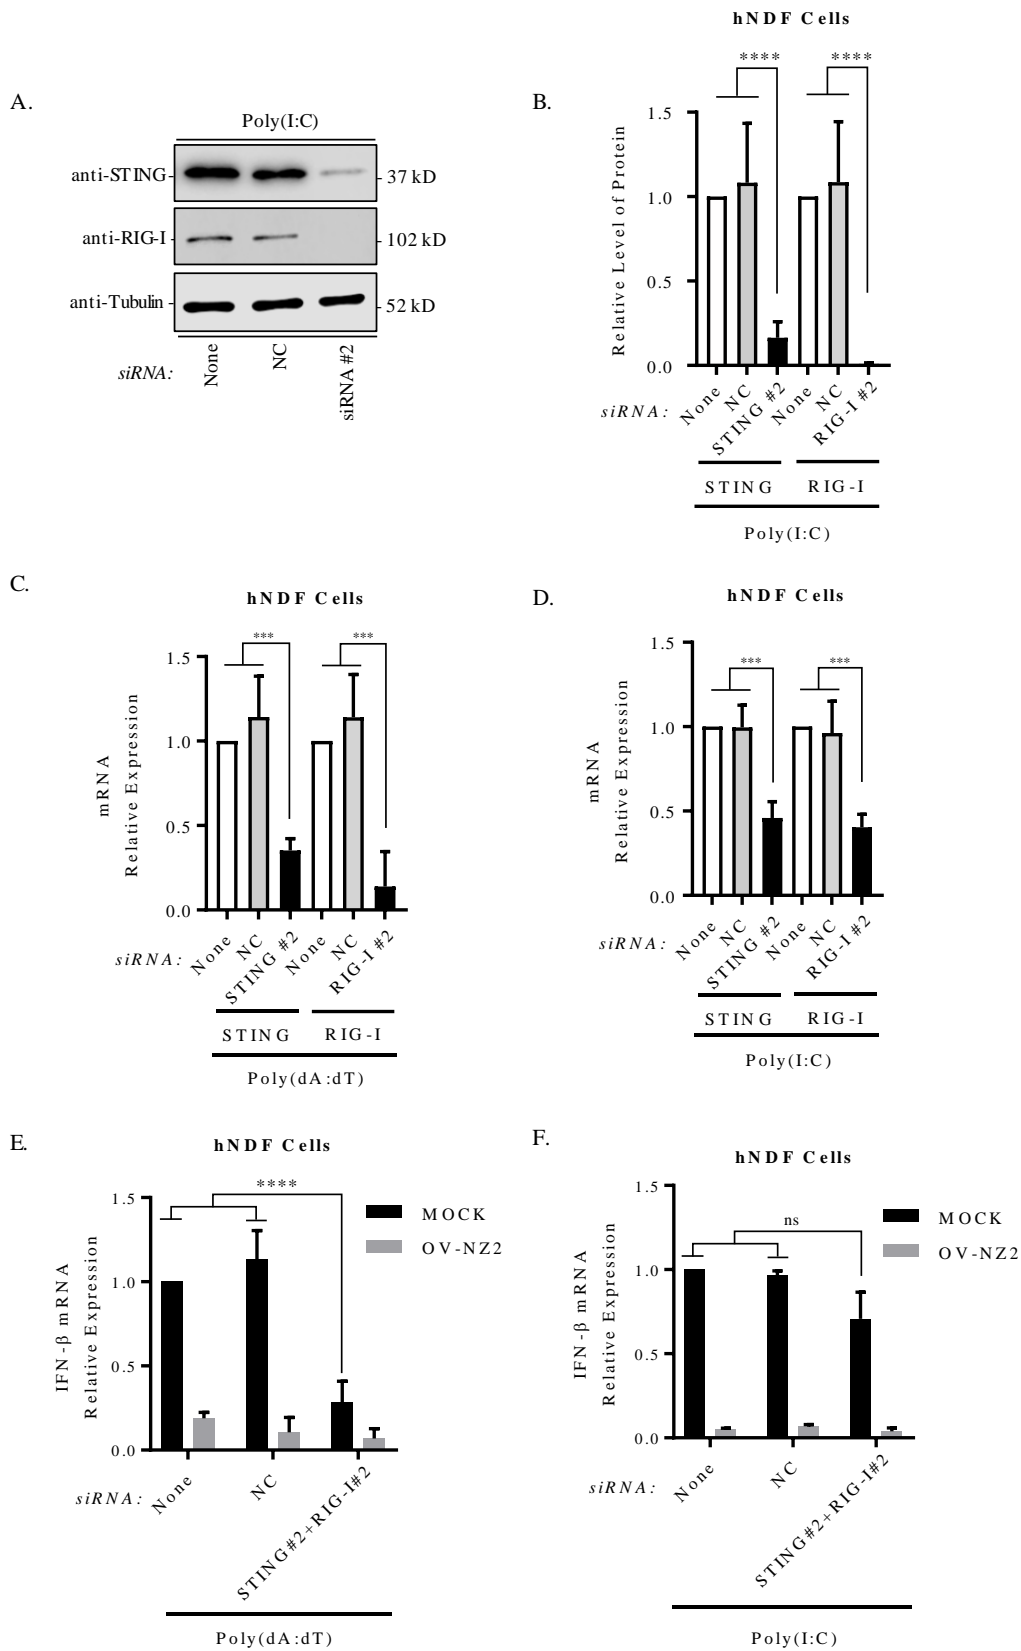 A.
Poly(I:C)
anti-STING
37 kD
anti-RIG-I
102 kD
anti-Tubulin
52 kD
siRNA:
None
NC
siRNA #2
B.
hNDF Cells
****
****
Relative Level of Protein
1.5
1.0
0.5
0.0
siRNA:
None
NC
STING #2
None
NC
RIG-I #2
STING
RIG-I
Poly(I:C)
C.
hNDF Cells
***
***
mRNA
Relative Expression
1.5
1.0
0.5
0.0
siRNA:
None
NC
STING #2
None
NC
RIG-I #2
STING
RIG-I
Poly(dA:dT)
D.
hNDF Cells
***
***
mRNA
Relative Expression
1.5
1.0
0.5
0.0
siRNA:
None
NC
STING #2
None
NC
RIG-I #2
STING
RIG-I
Poly(I:C)
E.
hNDF Cells
****
MOCK
OV-NZ2
IFN-β mRNA
Relative Expression
1.5
1.0
0.5
0.0
siRNA:
None
NC
STING#2+RIG-I#2
Poly(dA:dT)
F.
hNDF Cells
ns
MOCK
OV-NZ2
IFN-β mRNA
Relative Expression
1.5
1.0
0.5
0.0
siRNA:
None
NC
STING#2+RIG-I#2
Poly(I:C)